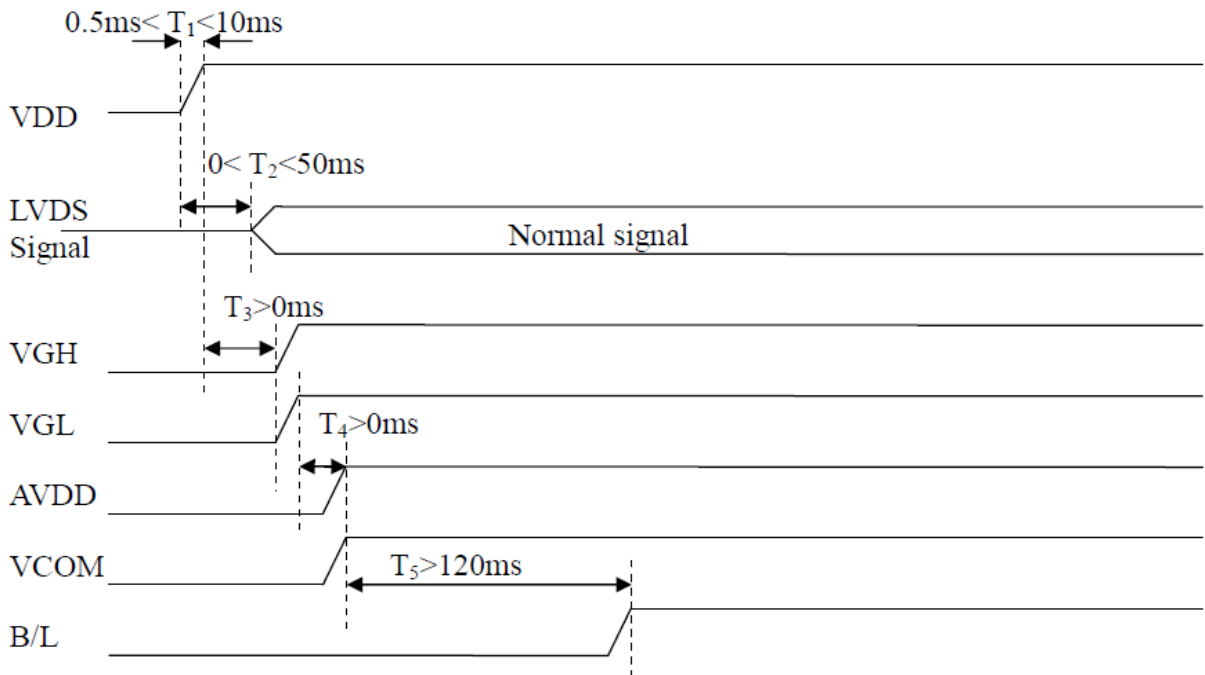 0.5ms< T₁<10ms
VDD
0< T₂<50ms
LVDS
Signal
Normal signal
T₃>0ms
VGH
VGL
T₄>0ms
AVDD
VCOM
T₅>120ms
B/L